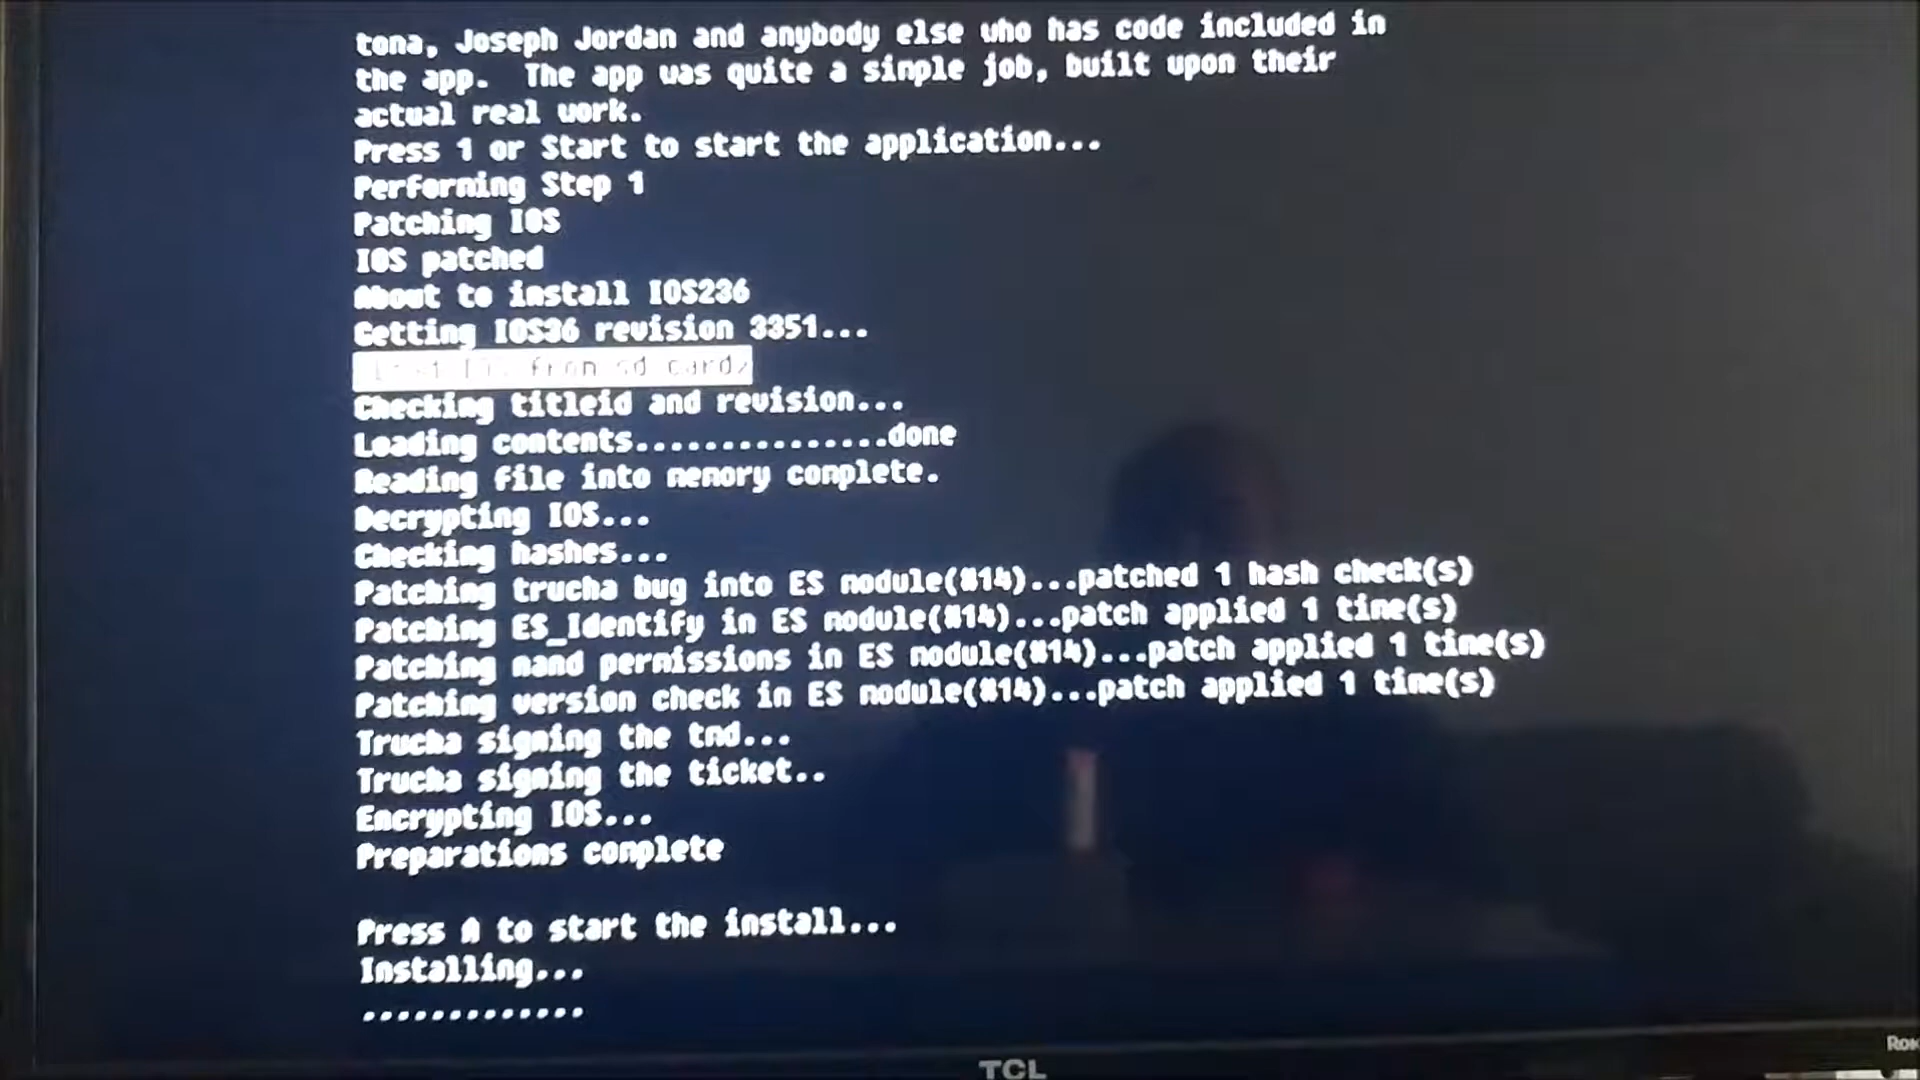 tona, Joseph Jordan and anybody else who has code included in
the app. The app was quite a simple job, built upon their
actual real work.
Press 1 or Start to start the application...
Performing Step 1
Patching IOS
IOS patched
About to install IOS236
Getting IOS36 revision 3351...
from sd card>
Checking titleid and revision...
Loading contents...............done
Reading file into memory complete.
Decrypting IOS...
Checking hashes...
Patching trucha bug into ES module(#14)...patched 1 hash check(s)
Patching ES_Identify in ES module(#14)...patch applied 1 time(s)
Patching nand permissions in ES module(#14)...patch applied 1 time(s)
Patching version check in ES module(#14)...patch applied 1 time(s)
Trucha signing the tmd...
Trucha signing the ticket..
Encrypting IOS...
Preparations complete
Press A to start the install...
Installing...
.............
TCL